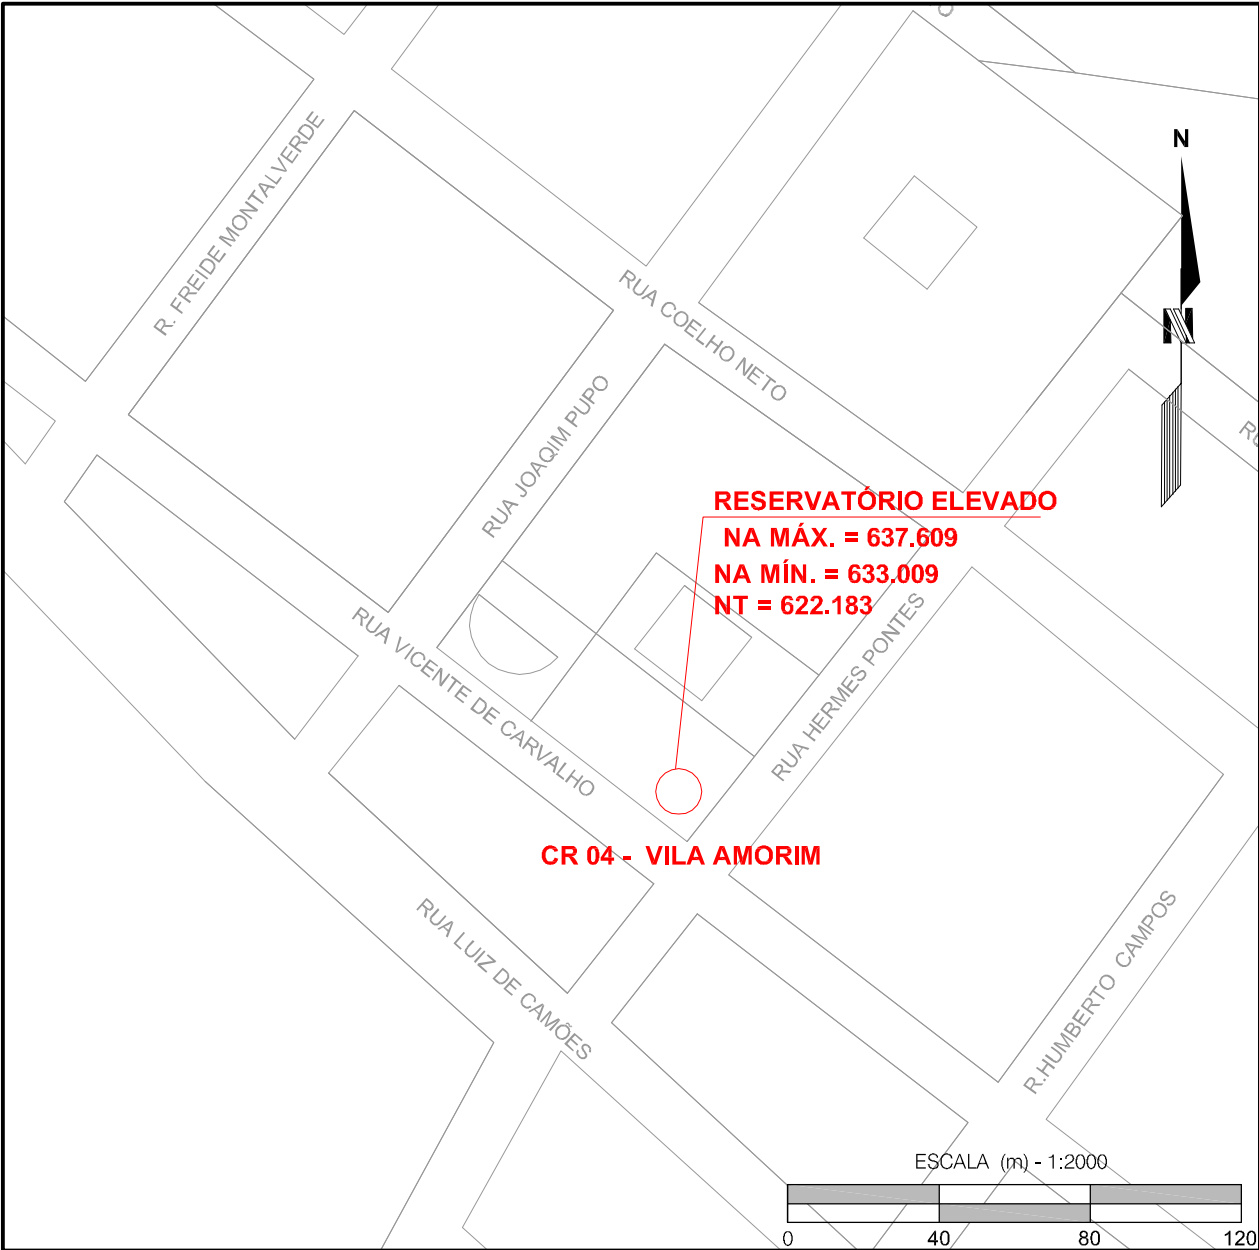 N
R. FREIDE MONTALVERDE
RUA COELHO NETO
N
RUA JOAQIM PUPO
RESERVATÓRIO ELEVADO
NA MÁX. = 637.609
NA MÍN. = 633.009
NT = 622.183
RUA VICENTE DE CARVALHO
RUA HERMES PONTES
CR 04 - VILA AMORIM
RUA LUIZ DE CAMÕES
R.HUMBERTO CAMPOS
ESCALA (m) - 1:2000
0 40 80 120